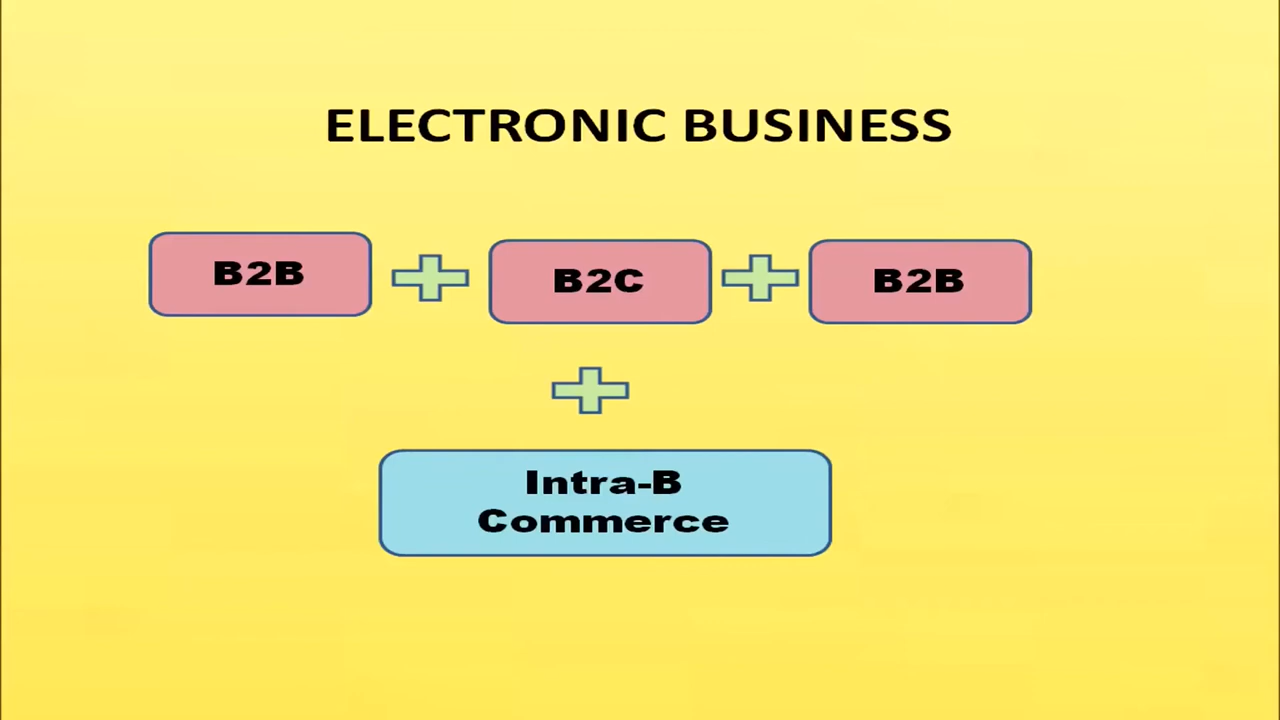 ELECTRONIC BUSINESS
B2B
B2C
B2B
Intra-B
Commerce